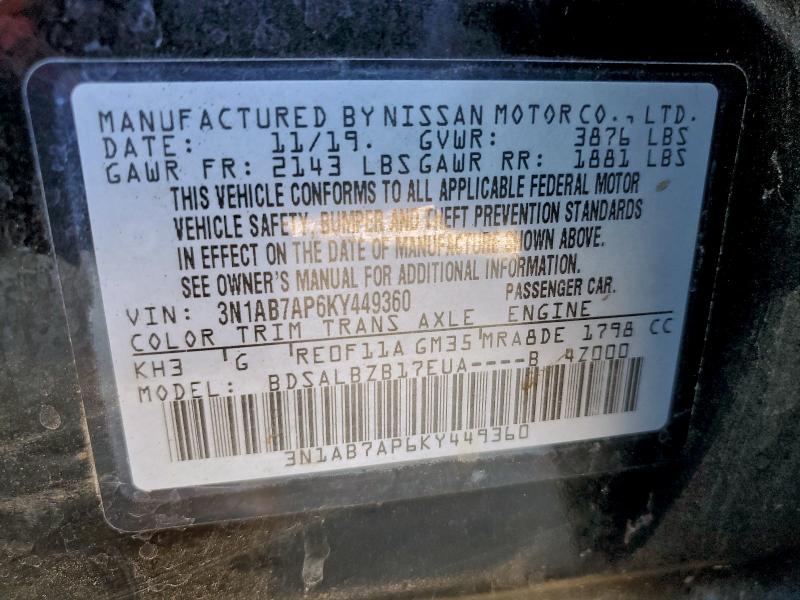 MANUFACTURED BY NISSAN MOTOR CO., LTD.
DATE: 11/19. GVWR: 3876 LBS
GAWR FR: 2143 LBS GAWR RR: 1881 LBS
THIS VEHICLE CONFORMS TO ALL APPLICABLE FEDERAL MOTOR
VEHICLE SAFETY, BUMPER AND THEFT PREVENTION STANDARDS
IN EFFECT ON THE DATE OF MANUFACTURE SHOWN ABOVE.
SEE OWNER'S MANUAL FOR ADDITIONAL INFORMATION.
VIN: 3N1AB7AP6KY449360 PASSENGER CAR.
COLOR TRIM TRANS AXLE ENGINE
KH3 G RE0F11A GM35 MRA8DE 1798 CC
MODEL: BDSALBZB17EUA----B 4Z000
3N1AB7AP6KY449360